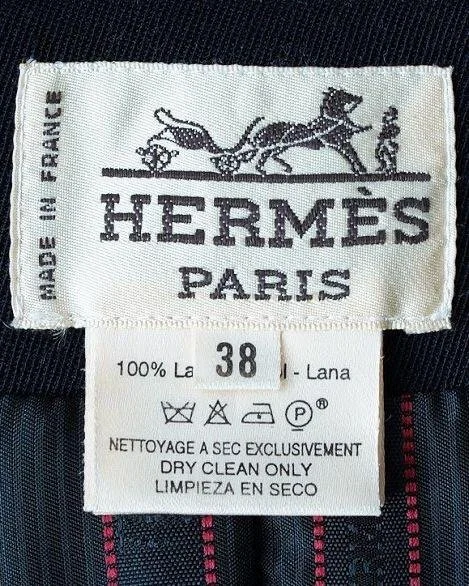 MADE IN FRANCE
HERMÈS
PARIS
38
100% La l - Lana
®
P
NETTOYAGE A SEC EXCLUSIVEMENT
DRY CLEAN ONLY
LIMPIEZA EN SECO